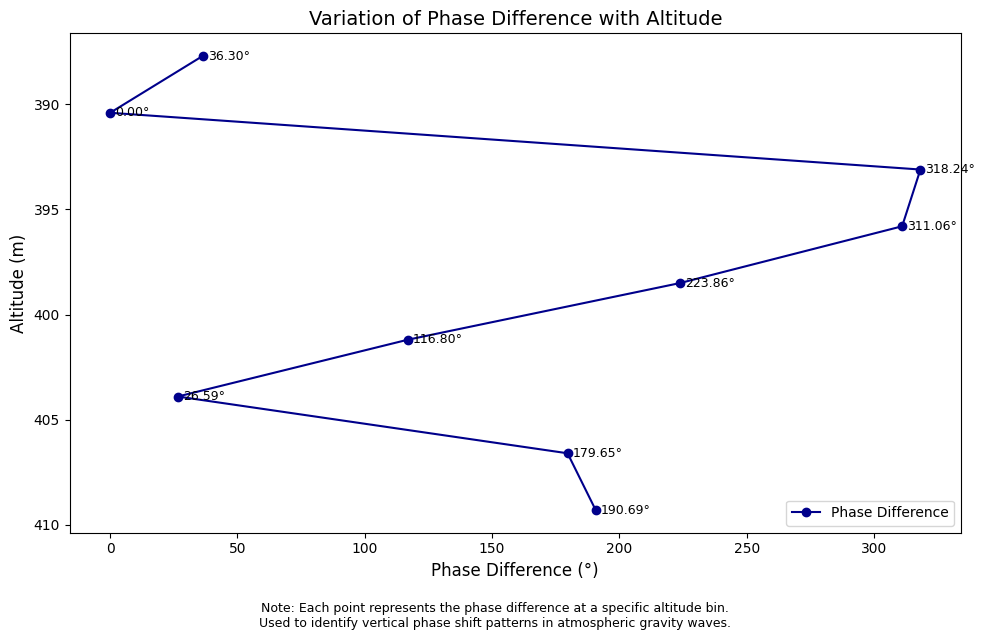 Variation of Phase Difference with Altitude
36.30°
390
0.00°
318.24°
395
311.06°
223.86°
400
116.80°
26.59°
405
179.65°
190.69°
Phase Difference
410
Altitude (m)
0 50 100 150 200 250 300
Phase Difference (°)
Note: Each point represents the phase difference at a specific altitude bin.
Used to identify vertical phase shift patterns in atmospheric gravity waves.